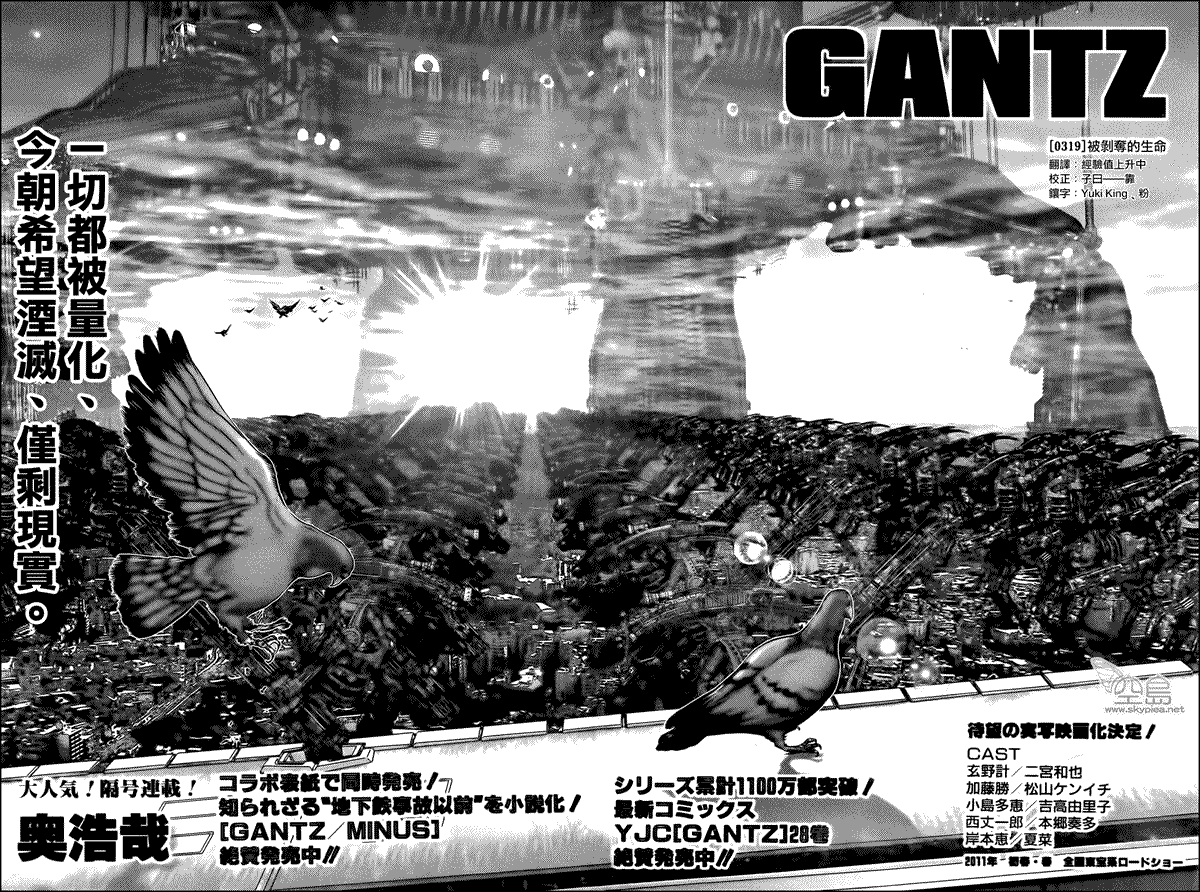 GANTZ
[0319]被剝奪的生命
翻譯：經驗值上升中
校正：子曰——靠
鑲字：Yuki King、粉
一切都被量化、
今朝希望湮滅、僅剩現實。
空島
www.skypiea.net
大人気！隔号連載！
奥浩哉
コラボ表紙で同時発売！
知られざる“地下鉄事故以前”を小説化！
[GANTZ／MINUS]
絶賛発売中!!
シリーズ累計1100万部突破！
最新コミックス
YJC[GANTZ]28巻
絶賛発売中!!
待望の実写映画化決定！
CAST
玄野計／二宮和也
加藤勝／松山ケンイチ
小島多恵／吉高由里子
西丈一郎／本郷奏多
岸本恵／夏菜
2011年 初春・春 全国東宝系ロードショー